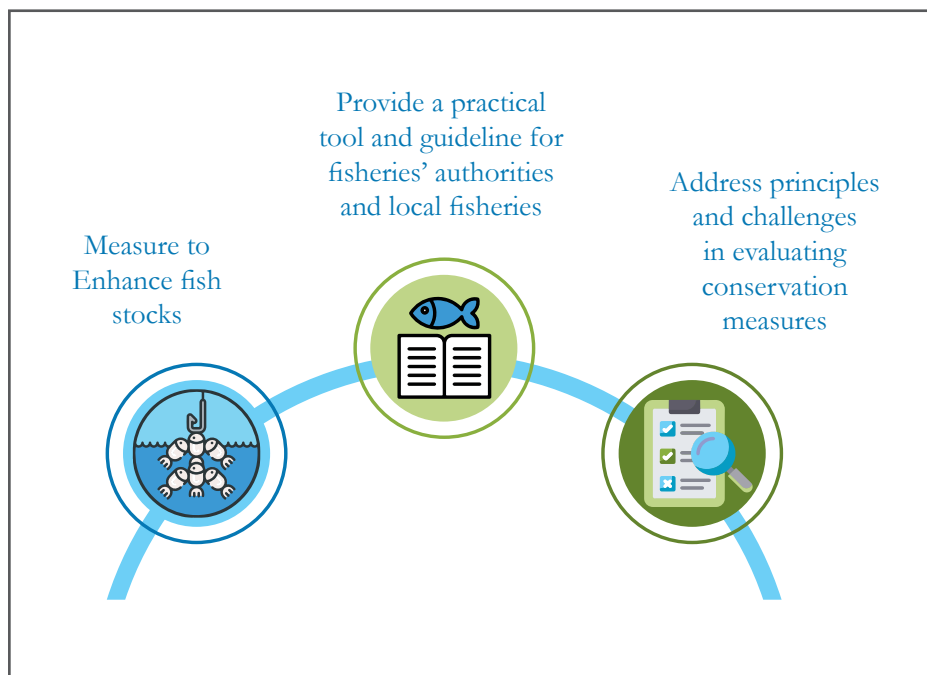 Measure to
Enhance fish
stocks
Provide a practical
tool and guideline for
fisheries’ authorities
and local fisheries
Address principles
and challenges
in evaluating
conservation
measures